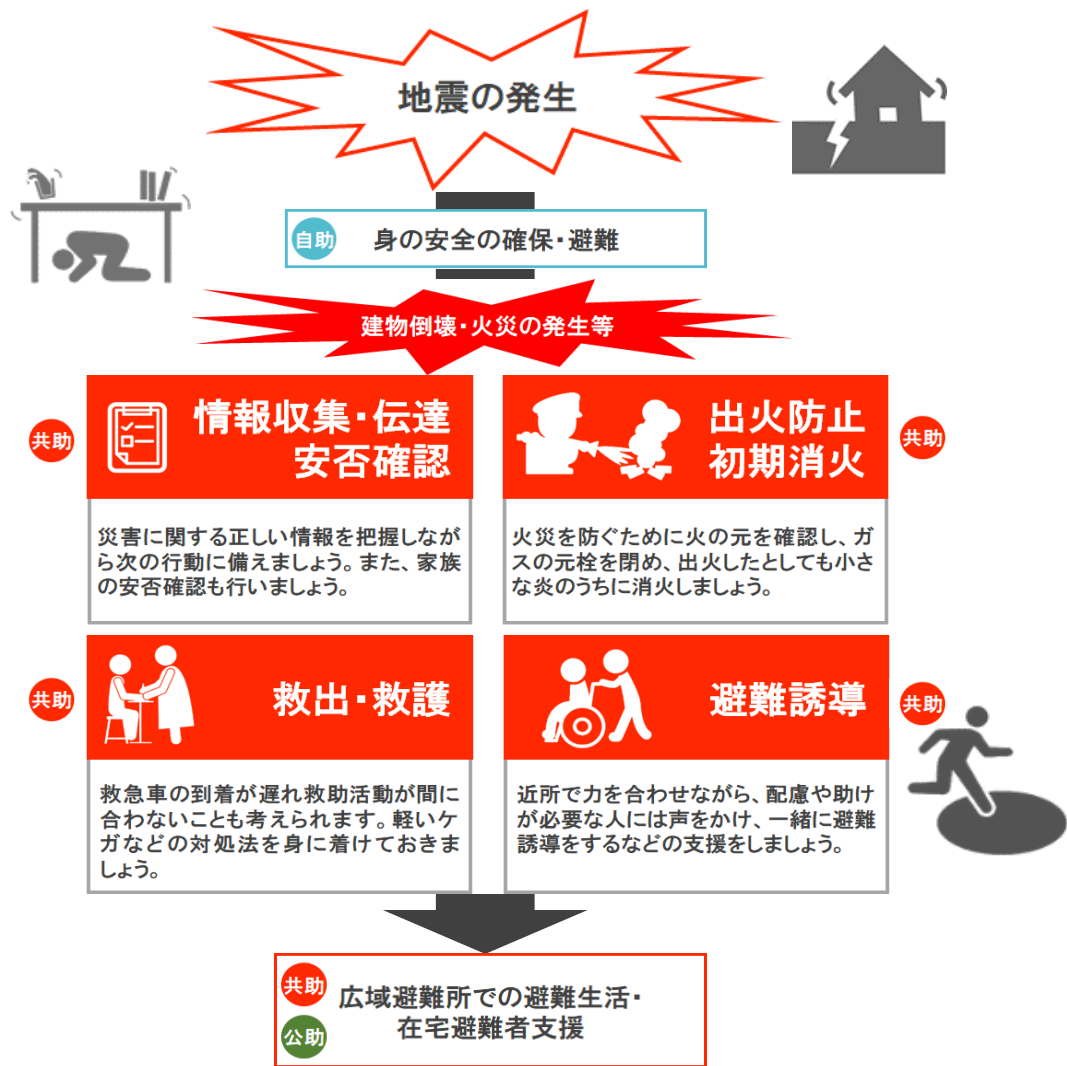 地震の発生
自助
身の安全の確保・避難
建物倒壊・火災の発生等
共助
情報収集・伝達
安否確認
災害に関する正しい情報を把握しなが
ら次の行動に備えましょう。また、家族
の安否確認も行いましょう。
出火防止
初期消火
共助
火災を防ぐために火の元を確認し、ガ
スの元栓を閉め、出火したとしても小さ
な炎のうちに消火しましょう。
共助
救出・救護
救急車の到着が遅れ救助活動が間に
合わないことも考えられます。軽いケ
ガなどの対処法を身に着けておきま
しょう。
避難誘導
共助
近所で力を合わせながら、配慮や助け
が必要な人には声をかけ、一緒に避難
誘導をするなどの支援をしましょう。
共助
公助
広域避難所での避難生活・
在宅避難者支援